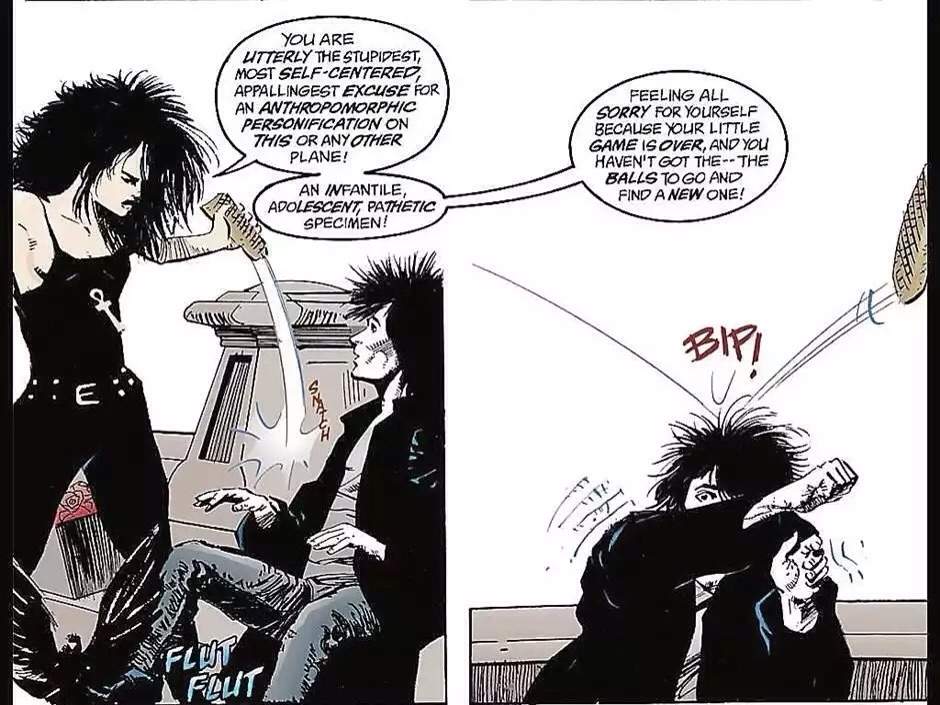 YOU ARE
UTTERLY THE STUPIDEST,
MOST SELF-CENTERED,
APPALLINGEST EXCUSE FOR
AN ANTHROPOMORPHIC
PERSONIFICATION ON
THIS OR ANY OTHER
PLANE!
AN INFANTILE,
ADOLESCENT, PATHETIC
SPECIMEN!
SNATCH
E
FLUT
FLUT
FEELING ALL
SORRY FOR YOURSELF
BECAUSE YOUR LITTLE
GAME IS OVER, AND YOU
HAVEN'T GOT THE--THE
BALLS TO GO AND
FIND A NEW ONE!
BIP!